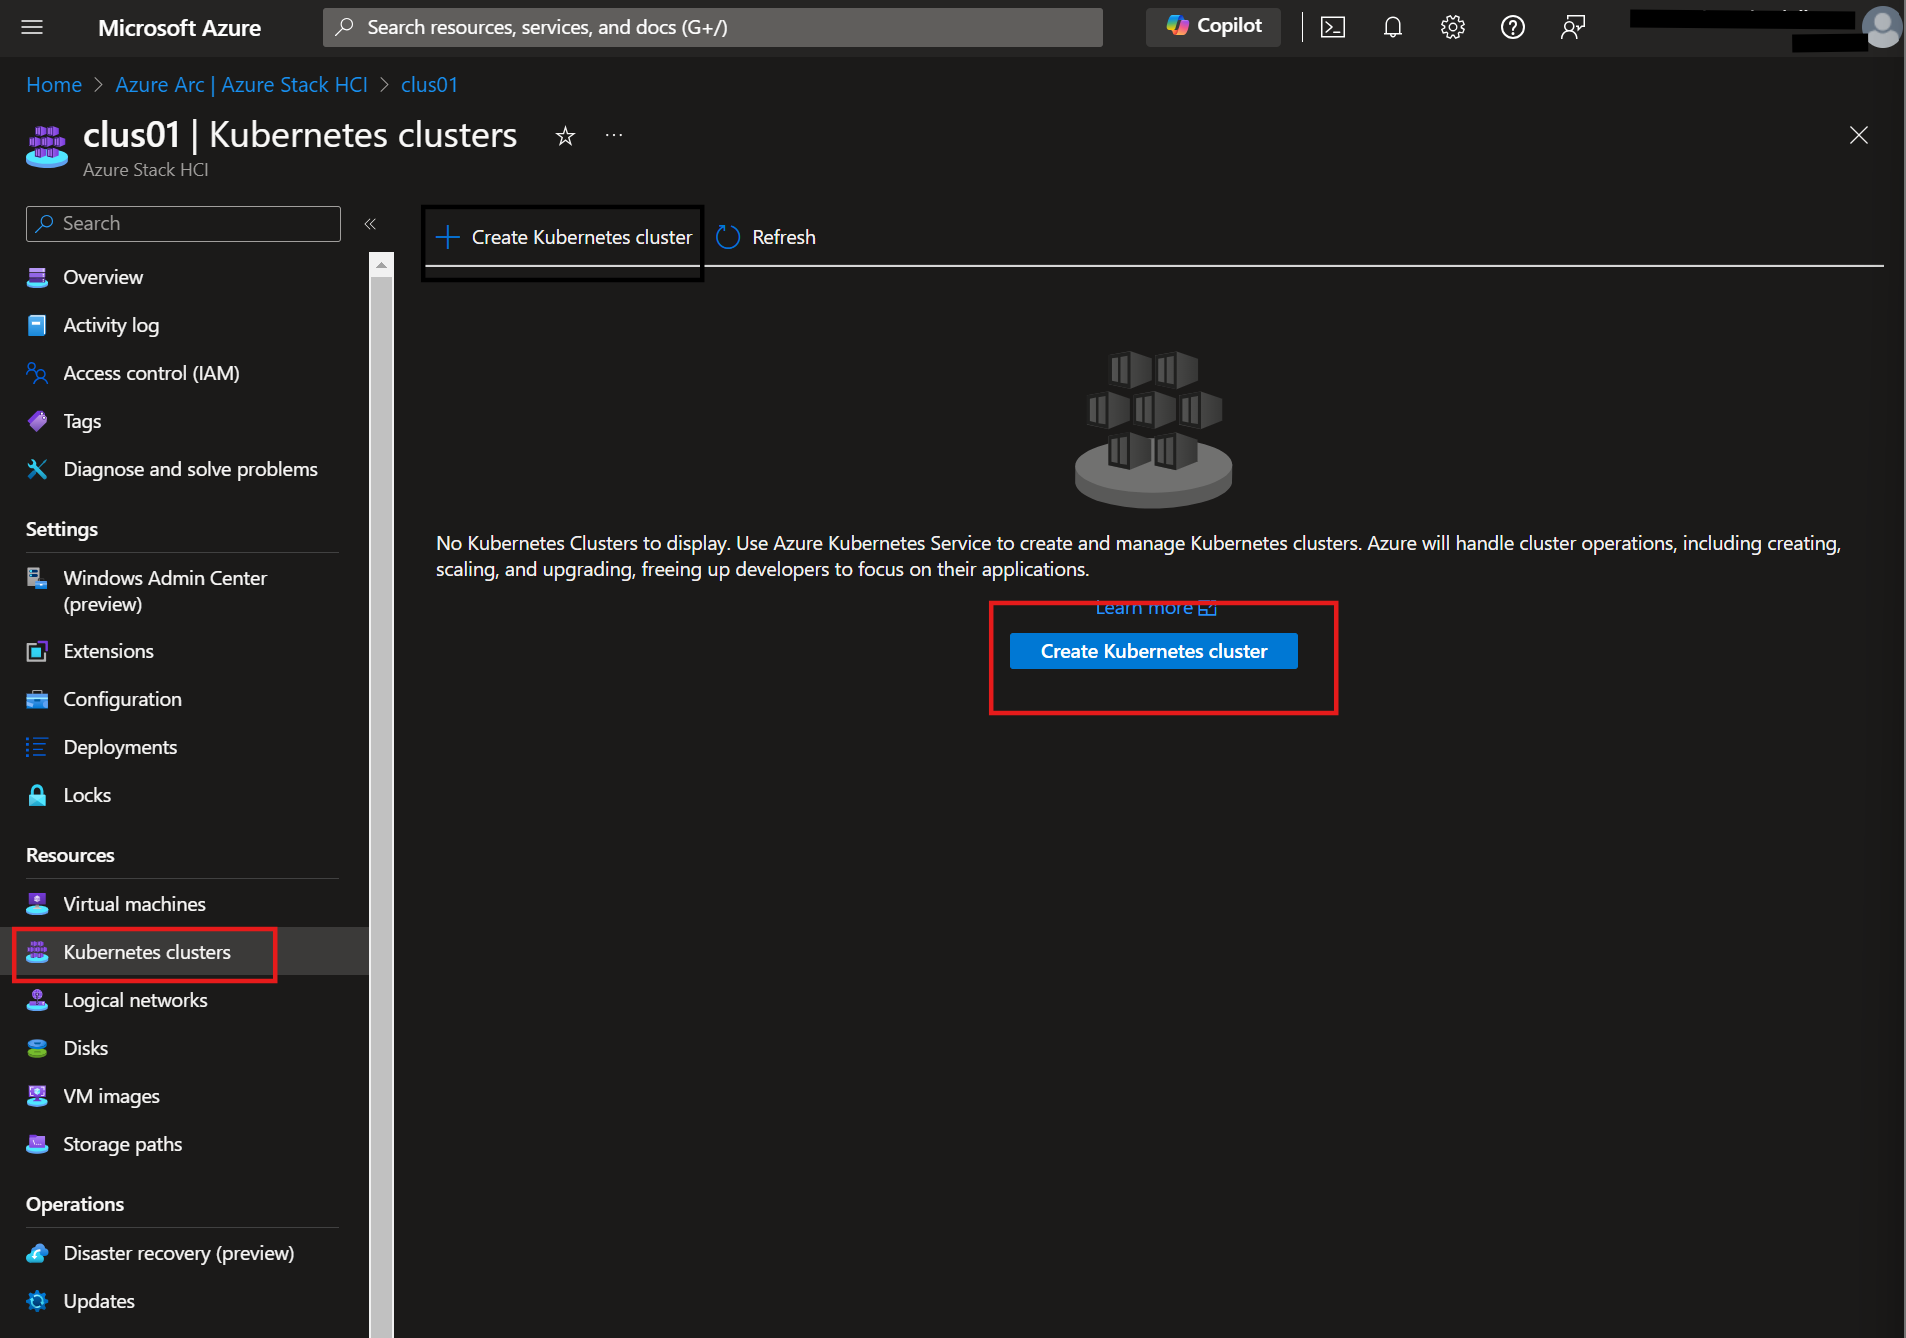 Microsoft Azure
Search resources, services, and docs (G+/)
Copilot
Home > Azure Arc | Azure Stack HCI > clus01
clus01 | Kubernetes clusters
Azure Stack HCI
Search
Create Kubernetes cluster
Refresh
Overview
Activity log
Access control (IAM)
Tags
Diagnose and solve problems
Settings
Windows Admin Center
(preview)
Extensions
Configuration
Deployments
Locks
Resources
Virtual machines
Kubernetes clusters
Logical networks
Disks
VM images
Storage paths
Operations
Disaster recovery (preview)
Updates
No Kubernetes Clusters to display. Use Azure Kubernetes Service to create and manage Kubernetes clusters. Azure will handle cluster operations, including creating,
scaling, and upgrading, freeing up developers to focus on their applications.
Learn more
Create Kubernetes cluster